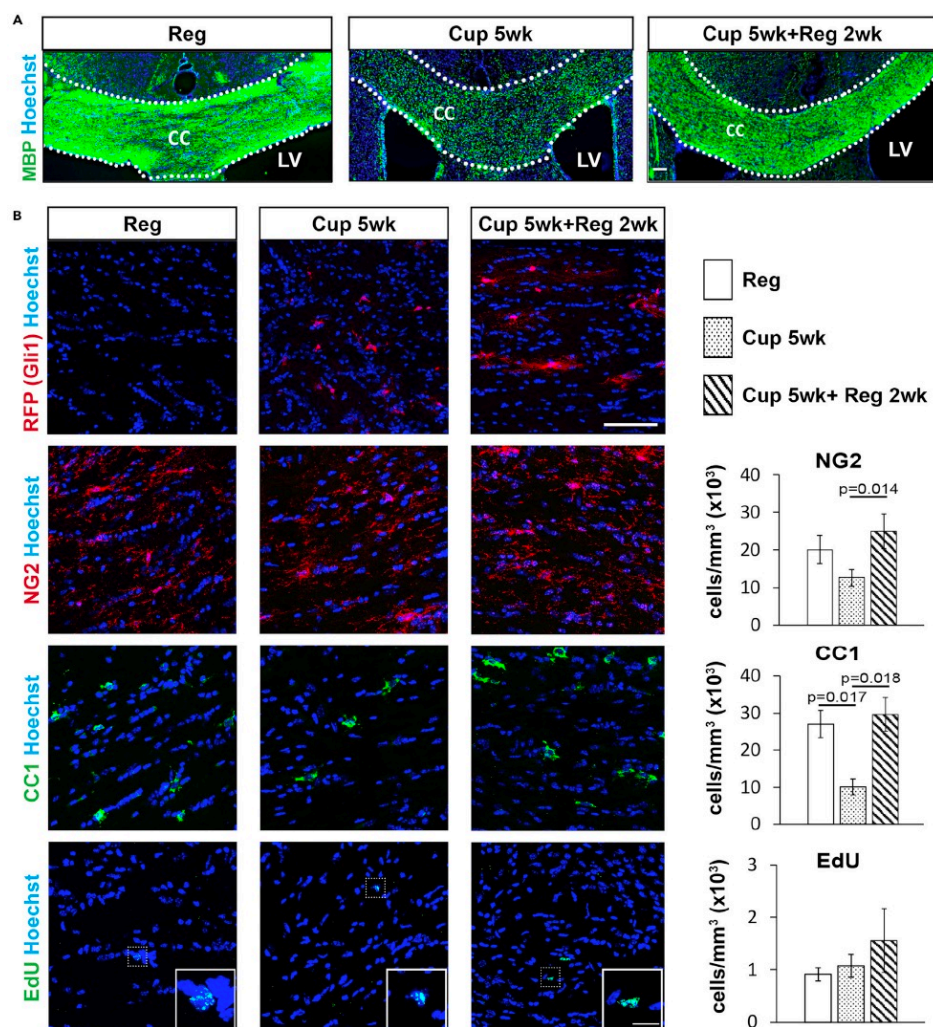 A
Reg
Cup 5wk
Cup 5wk+Reg 2wk
MBP Hoechst
CC
LV
CC
LV
CC
LV
B
Reg
Cup 5wk
Cup 5wk+Reg 2wk
RFP (Gli1) Hoechst
Reg
Cup 5wk
Cup 5wk+ Reg 2wk
NG2 Hoechst
NG2
cells/mm³ (x10³)
40
30
20
10
0
p=0.014
CC1 Hoechst
CC1
cells/mm³ (x10³)
40
30
20
10
0
p=0.017
p=0.018
EdU Hoechst
EdU
cells/mm³ (x10³)
3
2
1
0